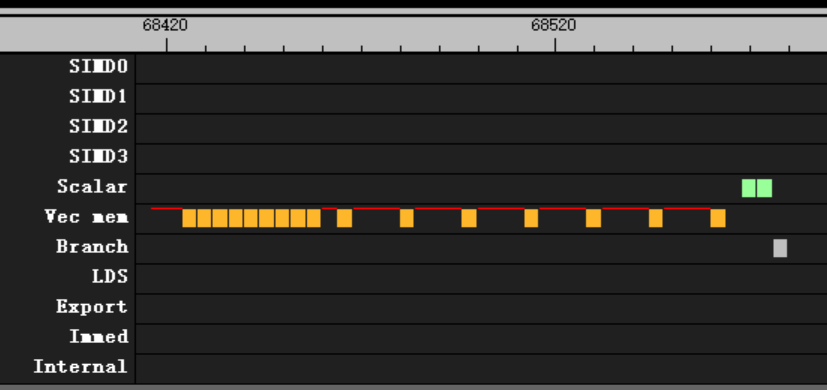 68420 68520
SIMD0
SIMD1
SIMD2
SIMD3
Scalar
Vec mem
Branch
LDS
Export
Immed
Internal